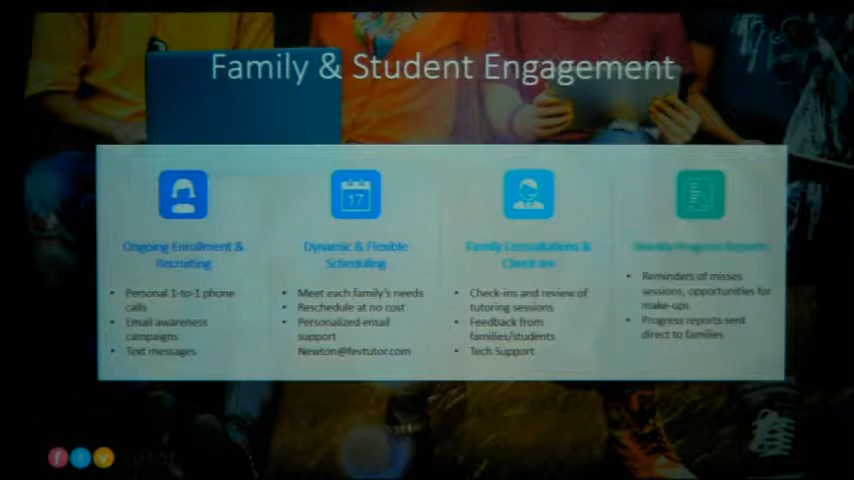 Family & Student Engagement
17
Ongoing Enrollment &
Recruiting
• Personal 1-to-1 phone
calls
• Email awareness
campaigns
• Text messages
Dynamic & Flexible
Scheduling
• Meet each family's needs
• Reschedule at no cost
• Personalized email
support
Newton@fevtutor.com
Family Consultations &
Check Ins
• Check-ins and review of
tutoring sessions
• Feedback from
families/students
• Tech Support
Weekly Progress Reports
• Reminders of misses
sessions, opportunities for
make-ups
• Progress reports sent
direct to families
fev TUTOR